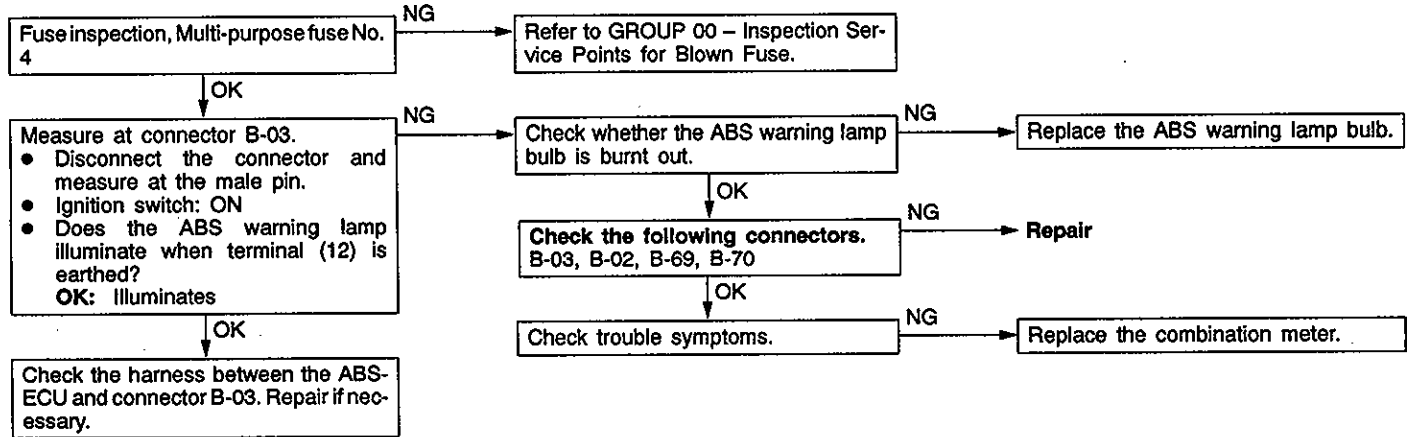 Fuse inspection, Multi-purpose fuse No.
4
NG
Refer to GROUP 00 – Inspection Ser-
vice Points for Blown Fuse.
OK
Measure at connector B-03.
● Disconnect the connector and
measure at the male pin.
● Ignition switch: ON
● Does the ABS warning lamp
illuminate when terminal (12) is
earthed?
OK: Illuminates
NG
Check whether the ABS warning lamp
bulb is burnt out.
NG
Replace the ABS warning lamp bulb.
OK
Check the following connectors.
B-03, B-02, B-69, B-70
NG
Repair
OK
Check trouble symptoms.
NG
Replace the combination meter.
OK
Check the harness between the ABS-
ECU and connector B-03. Repair if nec-
essary.